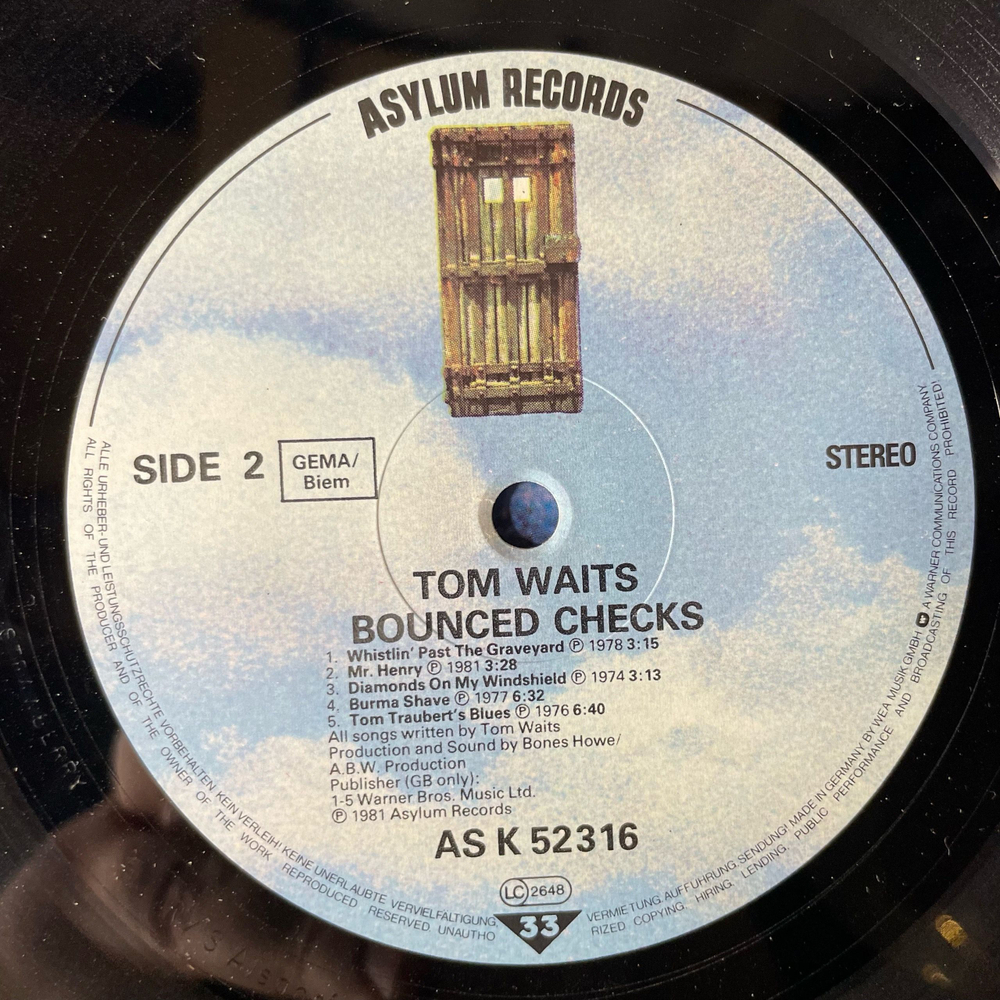 ASYLUM RECORDS
SIDE 2
GEMA/
Biem
STEREO
TOM WAITS
BOUNCED CHECKS
1. Whistlin' Past The Graveyard Ⓟ 1978 3:15
2. Mr. Henry Ⓟ 1981 3:28
3. Diamonds On My Windshield Ⓟ 1974 3:13
4. Burma Shave Ⓟ 1977 6:32
5. Tom Traubert's Blues Ⓟ 1976 6:40
All songs written by Tom Waits
Production and Sound by Bones Howe/
A.B.W. Production
Publisher (GB only):
1-5 Warner Bros. Music Ltd.
Ⓟ 1981 Asylum Records
AS K 52316
LC 2648
33
ALLE URHEBER- UND LEISTUNGSSCHUTZRECHTE VORBEHALTEN. KEIN VERLEIH! KEINE UNERLAUBTE VERVIELFÄLTIGUNG, VERMIETUNG, AUFFÜHRUNG, SENDUNG! MADE IN GERMANY BY WEA MUSIK GMBH A WARNER COMMUNICATIONS COMPANY.
ALL RIGHTS OF THE PRODUCER AND OF THE OWNER OF THE WORK REPRODUCED RESERVED. UNAUTHORIZED COPYING, HIRING, LENDING, PUBLIC PERFORMANCE AND BROADCASTING OF THIS RECORD PROHIBITED!